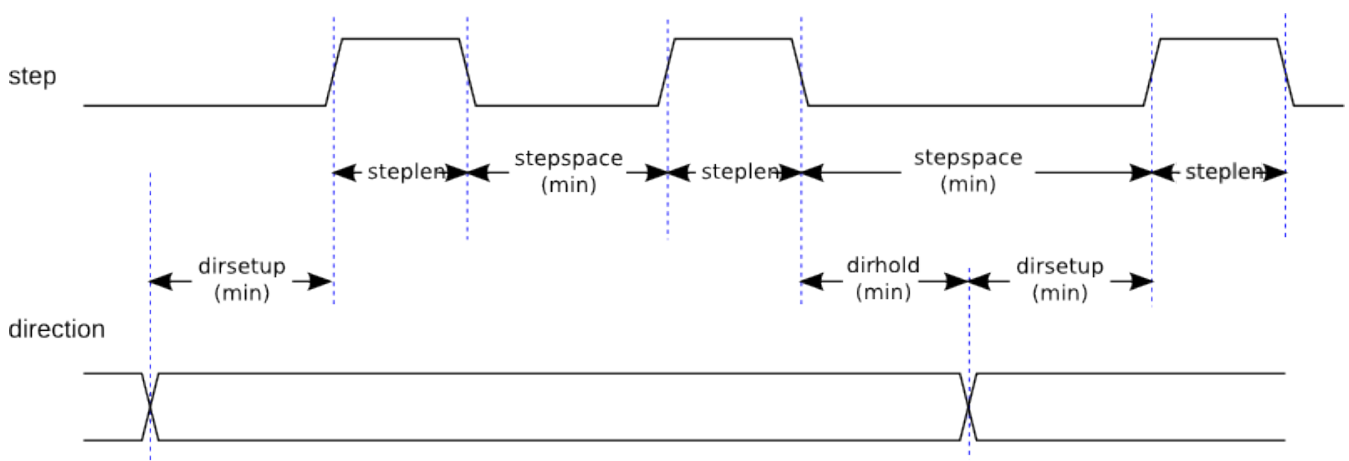 step
steplen
stepspace
(min)
steplen
stepspace
(min)
steplen
dirsetup
(min)
dirhold
(min)
dirsetup
(min)
direction